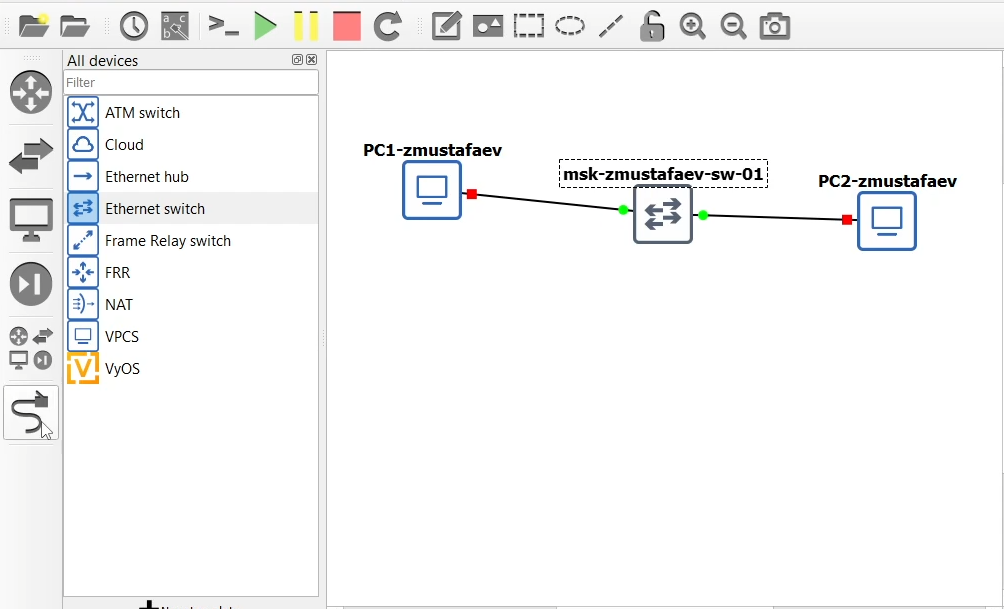 All devices
Filter
ATM switch
Cloud
Ethernet hub
Ethernet switch
Frame Relay switch
FRR
NAT
VPCS
VyOS
PC1-zmustafaev
msk-zmustafaev-sw-01
PC2-zmustafaev